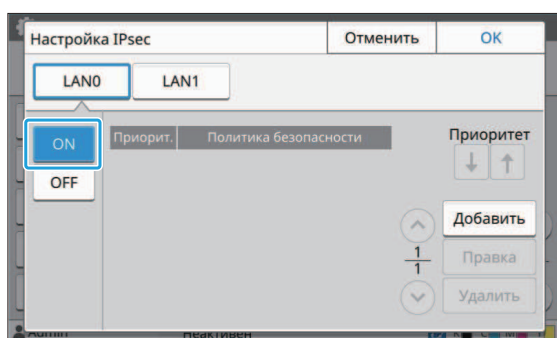 Настройка IPsec
Отменить
OK
LAN0
LAN1
ON
OFF
Приорит.
Политика безопасности
Приоритет
Добавить
1
1
Правка
Удалить
Admin
Неактивен